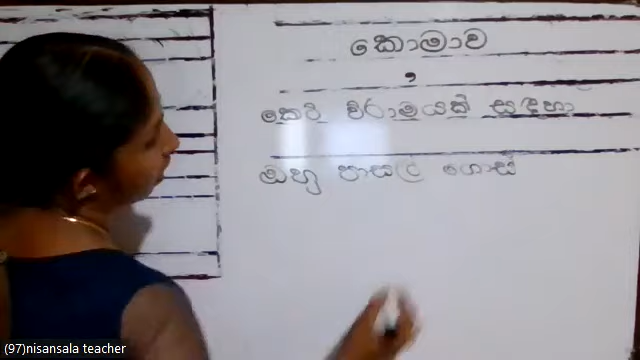 කොමාව
,
කෙටි විරාමයක් සඳහා
ඔහු පාසල් ගොස්
(97)nisansala teacher